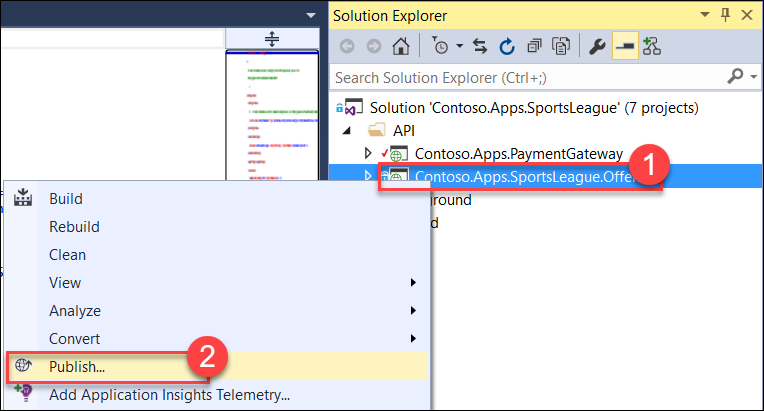 Solution Explorer
Search Solution Explorer (Ctrl+;)
Solution 'Contoso.Apps.SportsLeague' (7 projects)
API
Contoso.Apps.PaymentGateway
1
Contoso.Apps.SportsLeague.Offe
round
d
Build
Rebuild
Clean
View
Analyze
Convert
2
Publish...
Add Application Insights Telemetry...